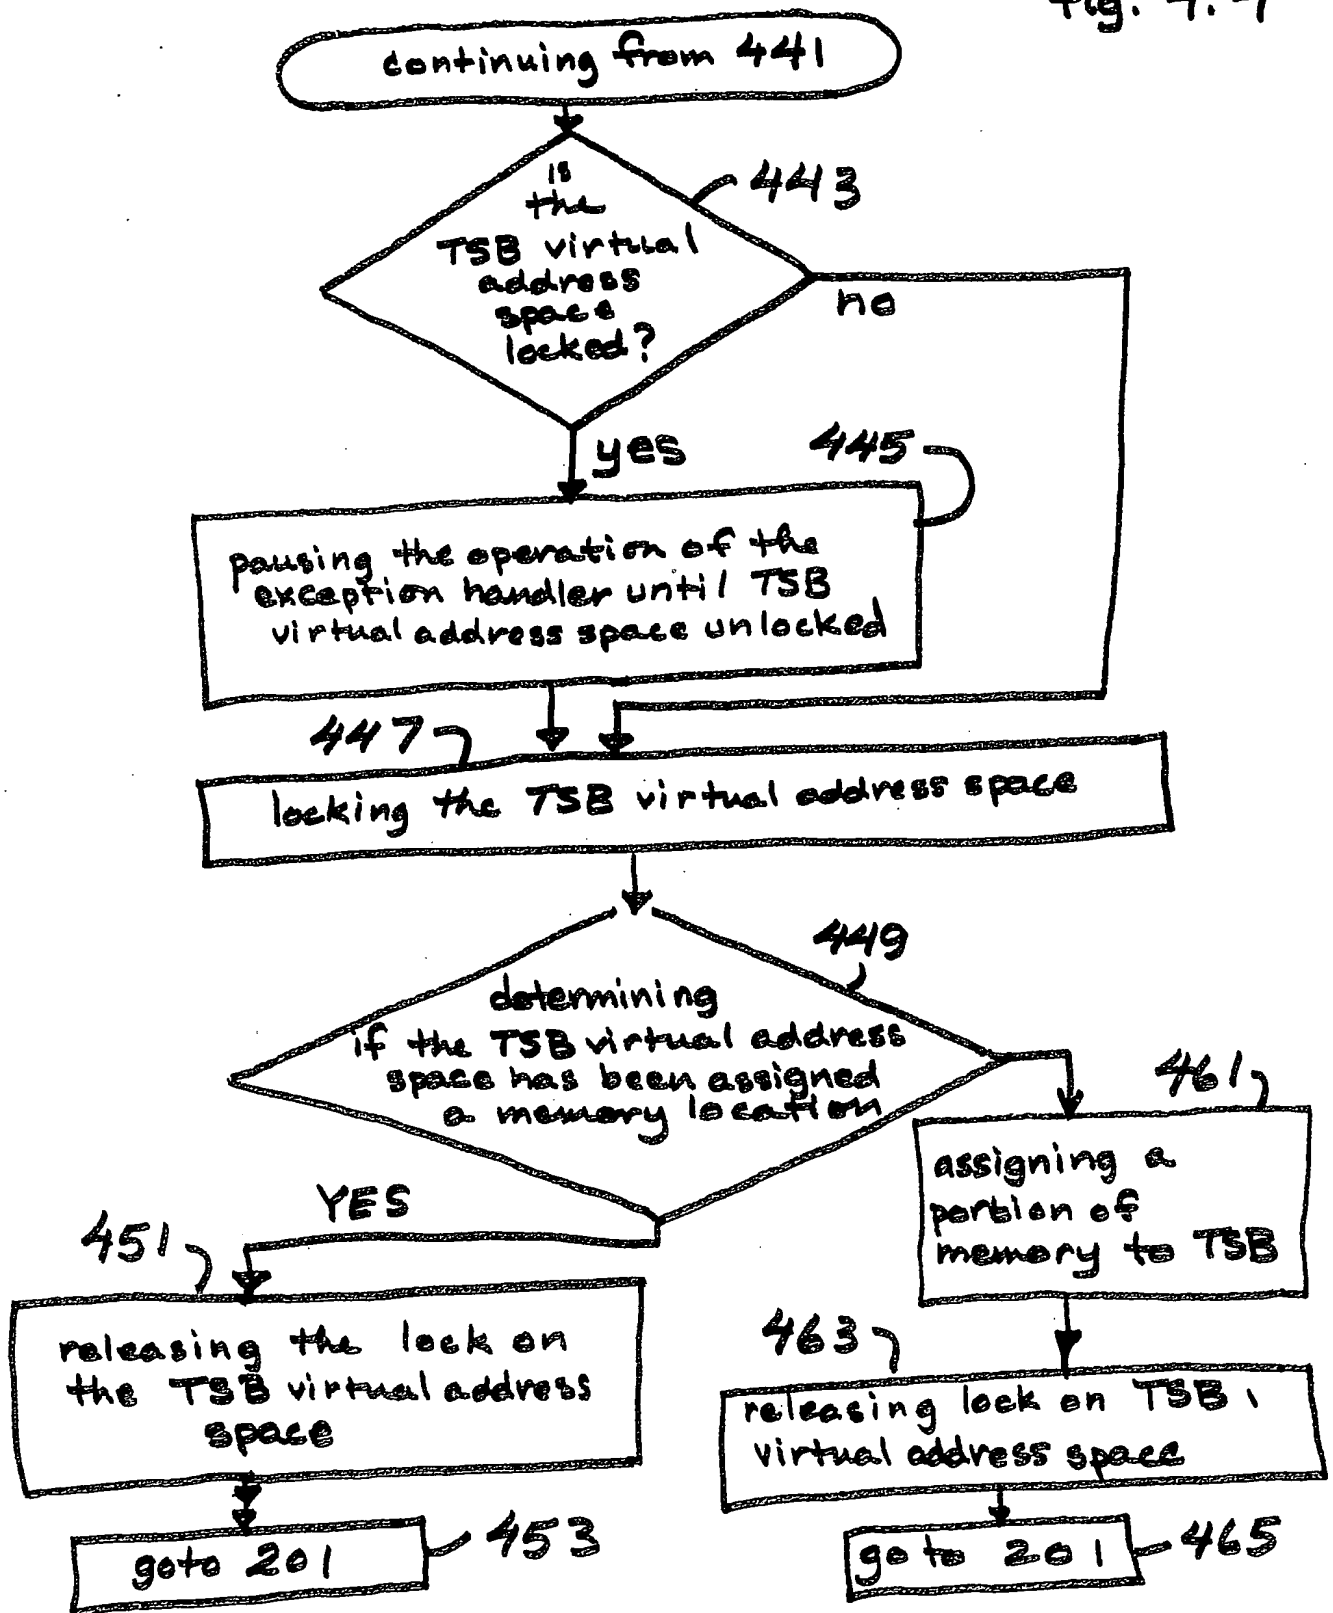 continuing from 441
443
is
the
TSB virtual
address
space
locked?
no
yes
445
pausing the operation of the
exception handler until TSB
virtual address space unlocked
447
locking the TSB virtual address space
449
determining
if the TSB virtual address
space has been assigned
a memory location
YES
461
assigning a
portion of
memory to TSB
451
releasing the lock on
the TSB virtual address
space
463
releasing lock on TSB
virtual address space
goto 201
453
go to 201
465